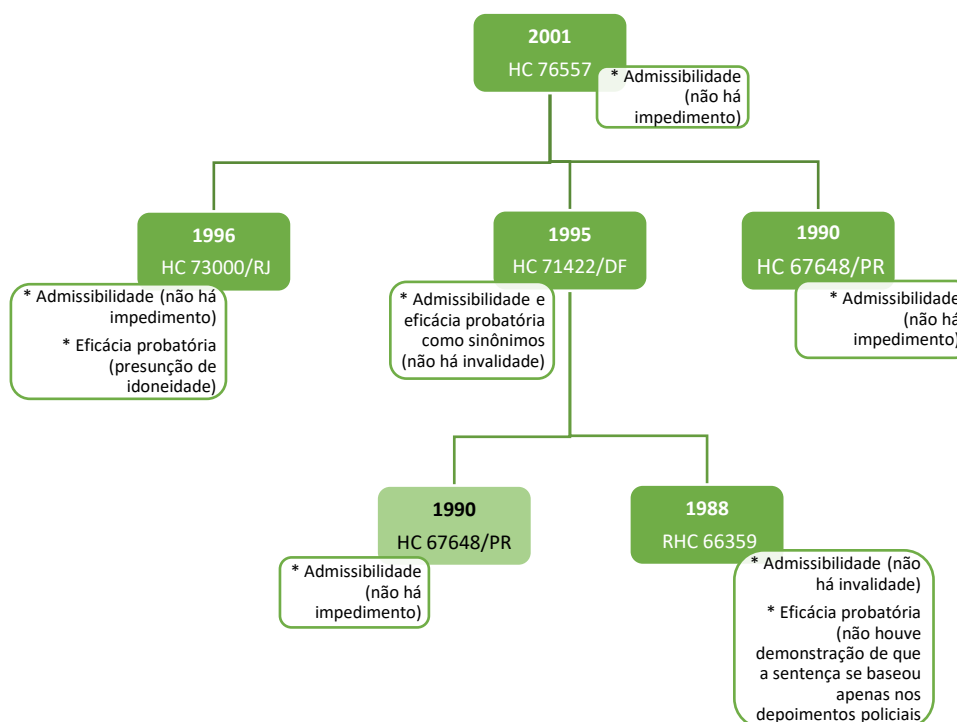 2001
HC 76557
* Admissibilidade
(não há
impedimento)
1996
HC 73000/RJ
* Admissibilidade (não há
impedimento)
* Eficácia probatória
(presunção de
idoneidade)
1995
HC 71422/DF
* Admissibilidade e
eficácia probatória
como sinônimos
(não há invalidade)
1990
HC 67648/PR
* Admissibilidade
(não há
impedimento)
1990
HC 67648/PR
* Admissibilidade
(não há
impedimento)
1988
RHC 66359
* Admissibilidade (não
há invalidade)
* Eficácia probatória
(não houve
demonstração de que
a sentença se baseou
apenas nos
depoimentos policiais